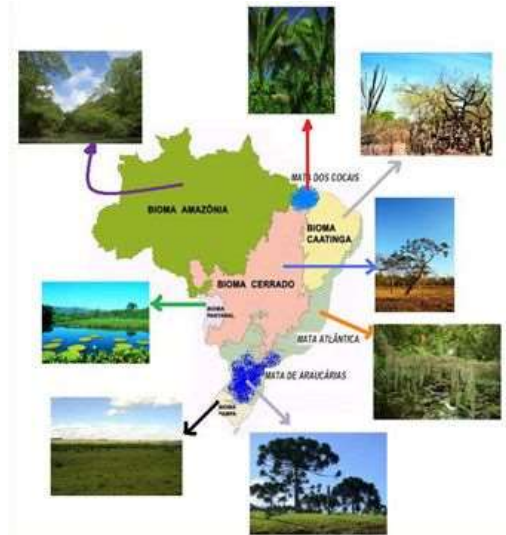 MATA DOS COCAIS
BIOMA AMAZÔNIA
BIOMA
CAATINGA
BIOMA CERRADO
BIOMA
PANTANAL
MATA ATLÂNTICA
MATA DE ARAUCÁRIAS
BIOMA
PAMPA